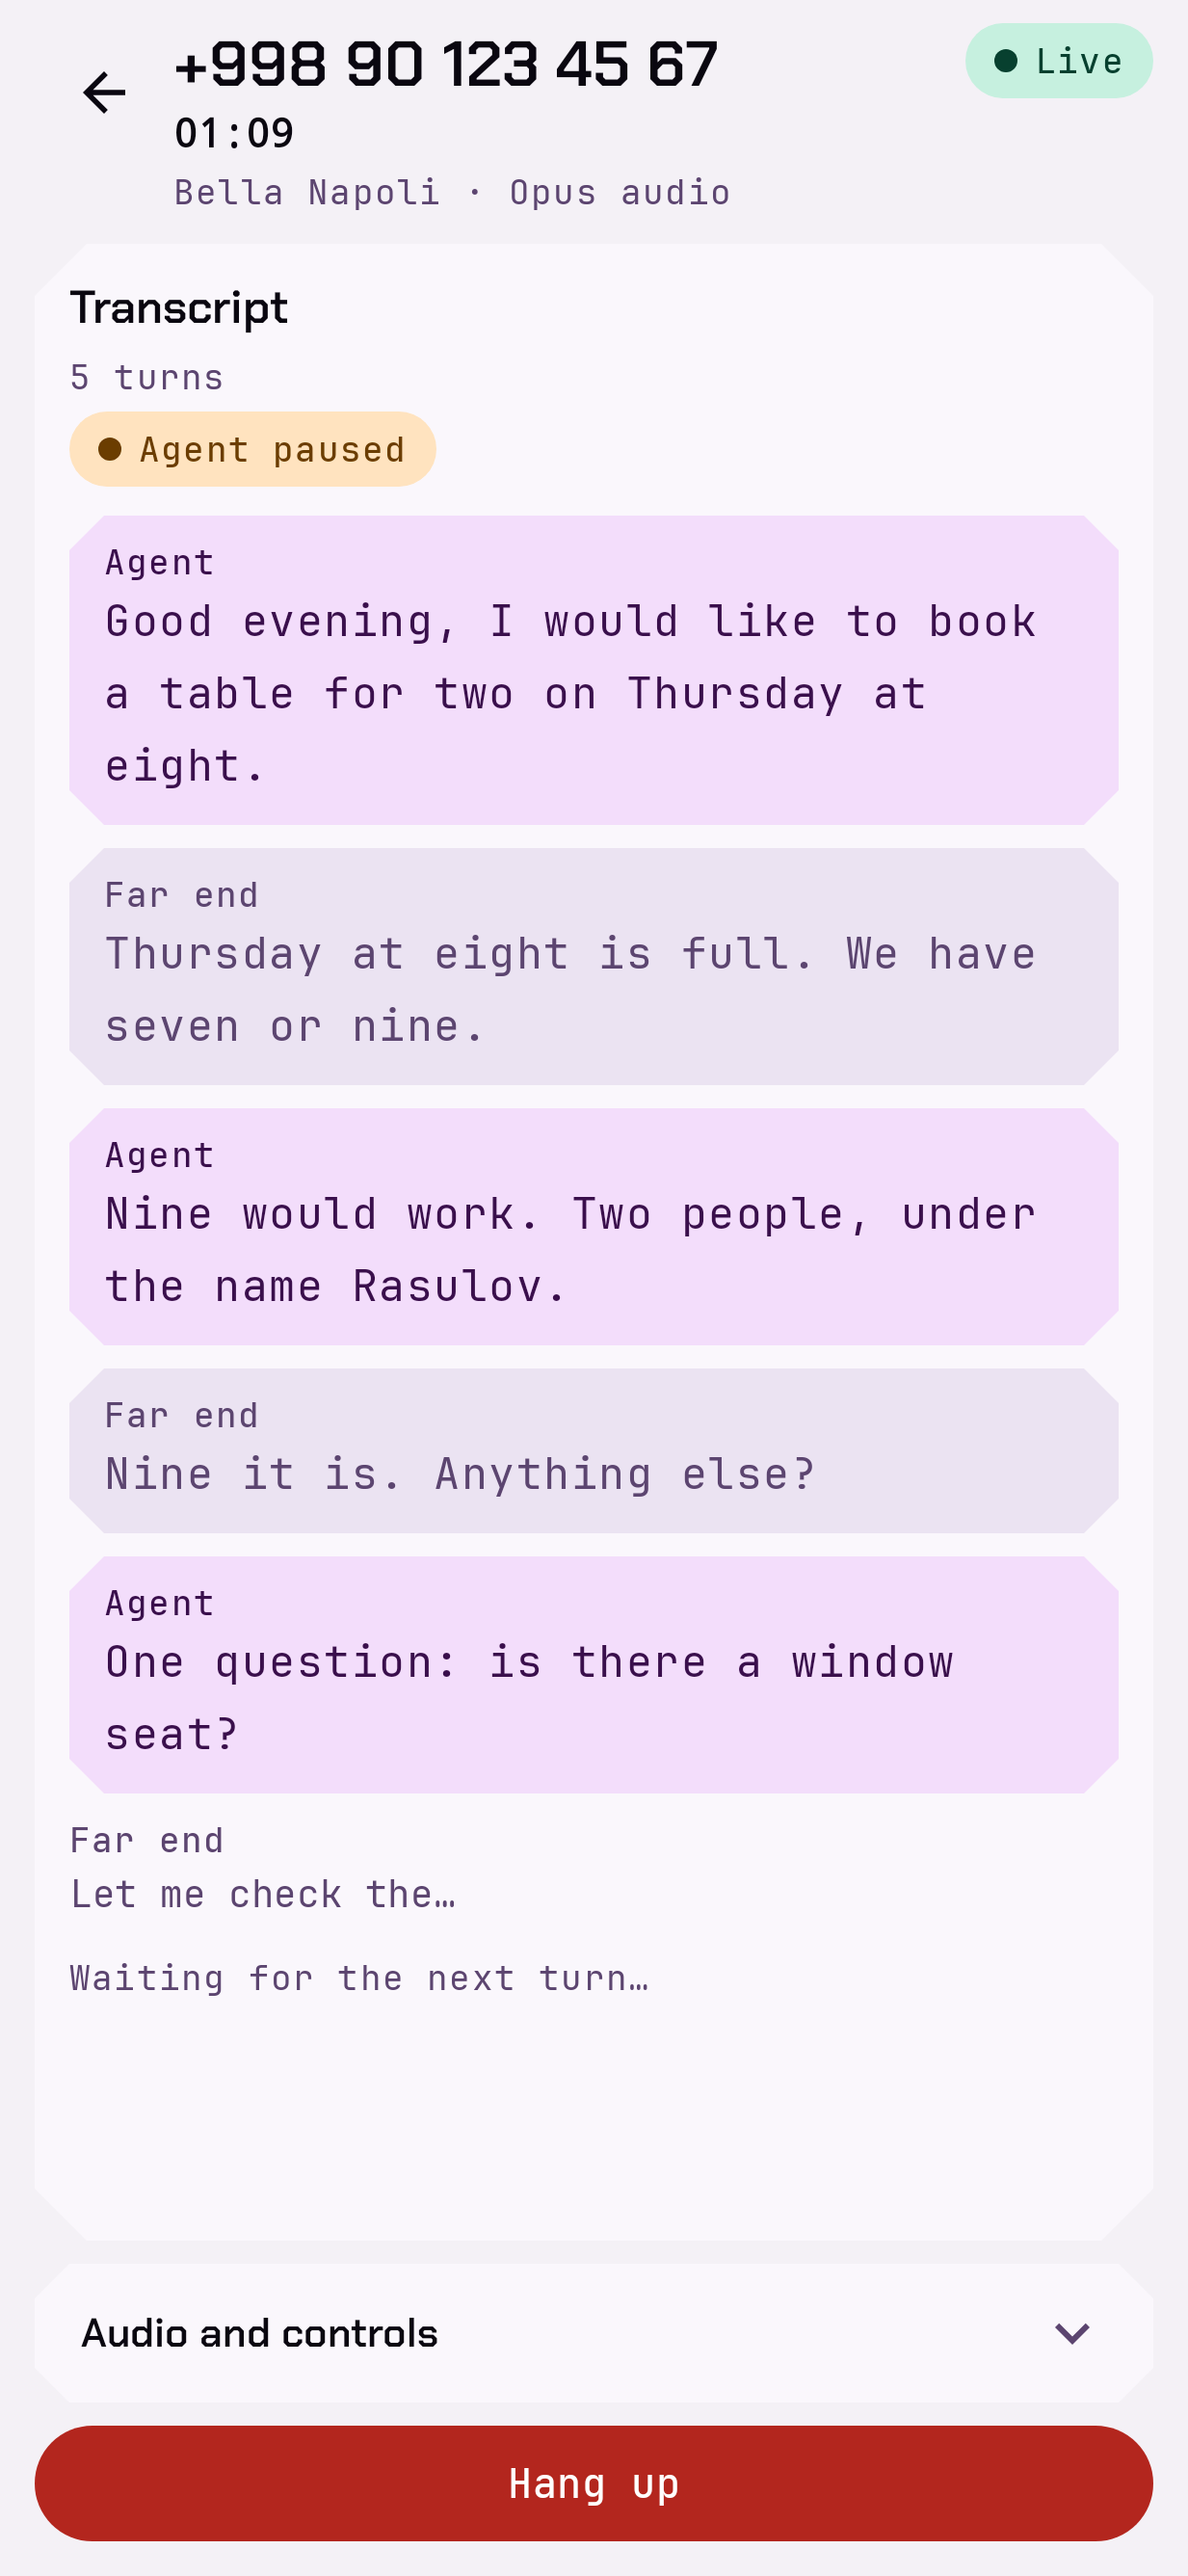 +998 90 123 45 67
Live
01:09
Bella Napoli · Opus audio
Transcript
5 turns
Agent paused
Agent
Good evening, I would like to book
a table for two on Thursday at
eight.
Far end
Thursday at eight is full. We have
seven or nine.
Agent
Nine would work. Two people, under
the name Rasulov.
Far end
Nine it is. Anything else?
Agent
One question: is there a window
seat?
Far end
Let me check the…
Waiting for the next turn…
Audio and controls
Hang up